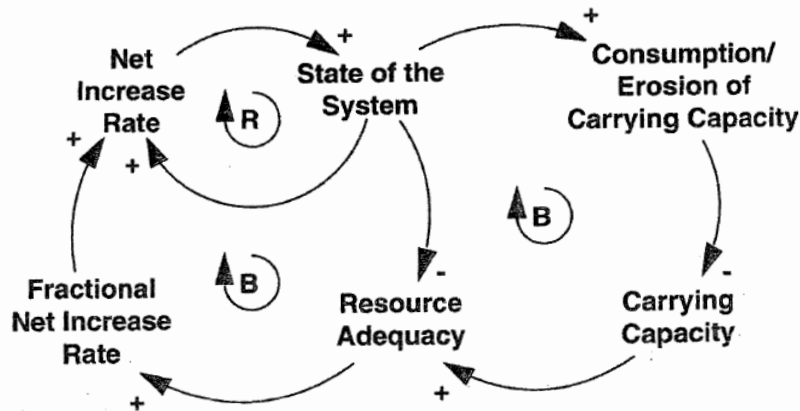 Net
Increase
Rate
+
+
+
State of the
System
R
+
Consumption/
Erosion of
Carrying Capacity
B
-
Carrying
Capacity
B
-
Resource
Adequacy
+
Fractional
Net Increase
Rate
+